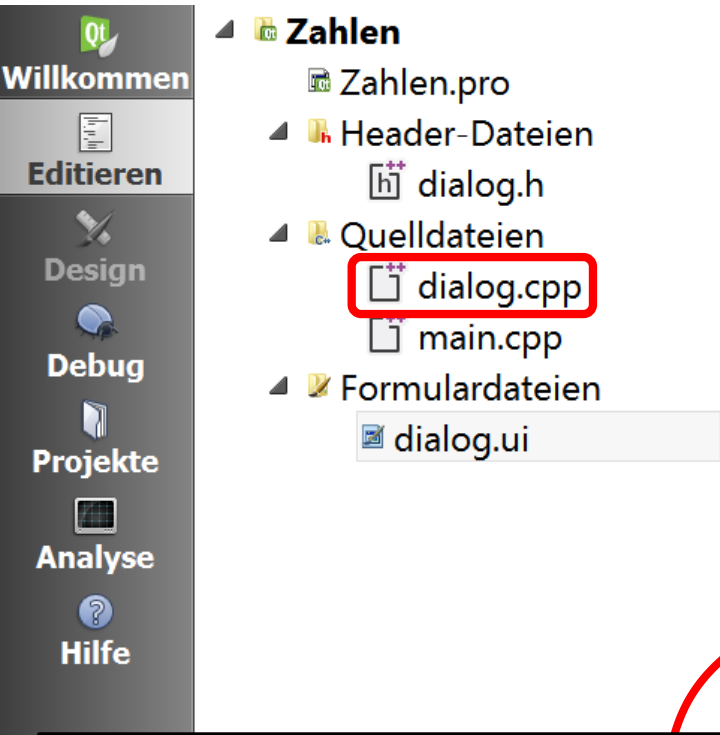 Willkommen
Editieren
Design
Debug
Projekte
Analyse
Hilfe
Zahlen
Zahlen.pro
Header-Dateien
dialog.h
Quelldateien
dialog.cpp
main.cpp
Formulardateien
dialog.ui